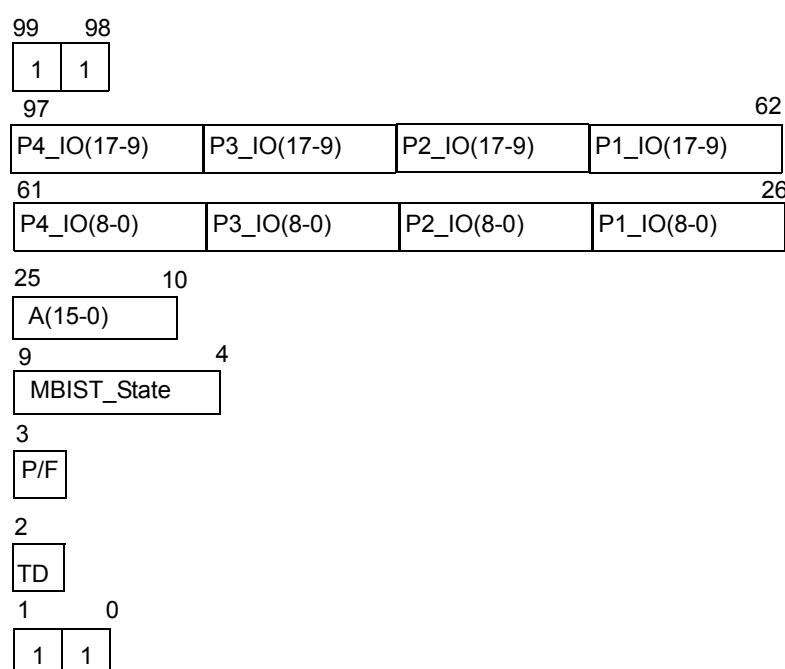 99 98
1 1
97 62
P4_IO(17-9) P3_IO(17-9) P2_IO(17-9) P1_IO(17-9)
61 26
P4_IO(8-0) P3_IO(8-0) P2_IO(8-0) P1_IO(8-0)
25 10
A(15-0)
9 4
MBIST_State
3
P/F
2
TD
1 0
1 1